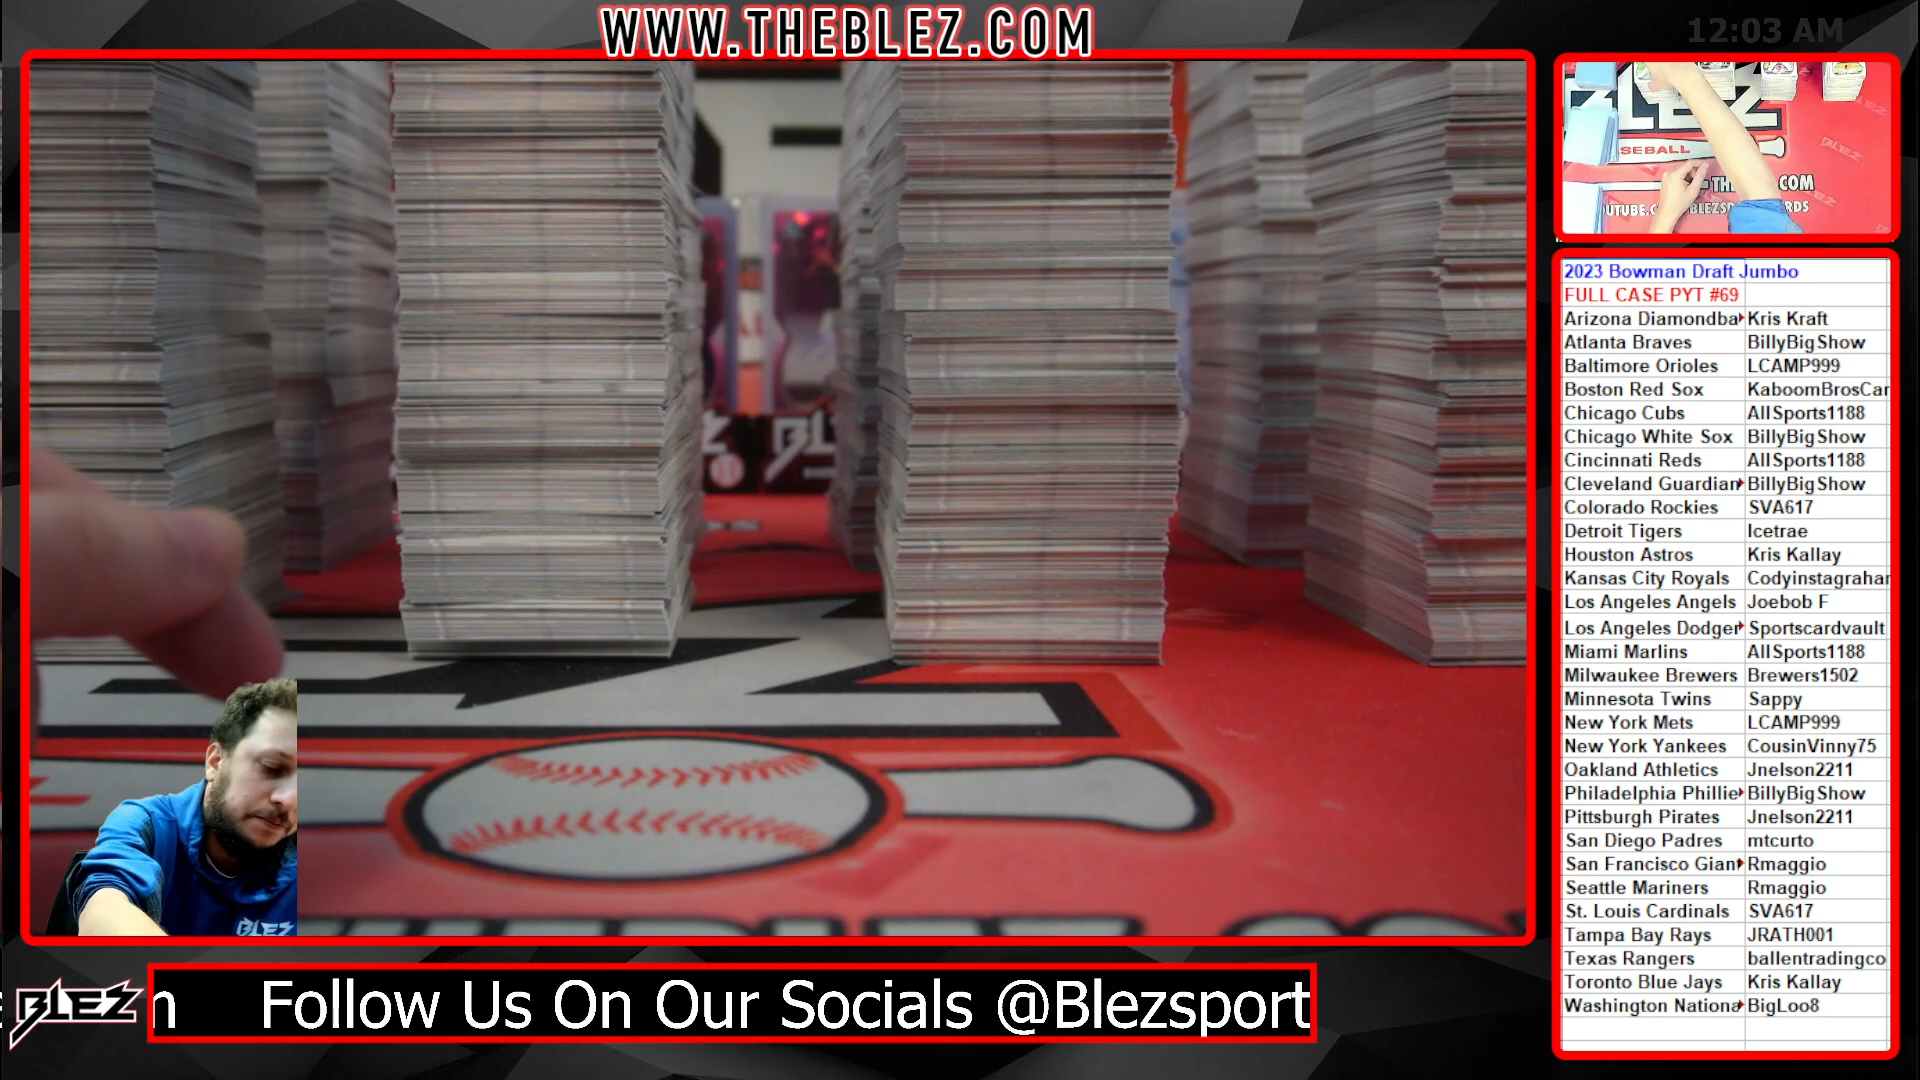 WWW.THEBLEZ.COM
12:03 AM
SEBALL
COM
2023 Bowman Draft Jumbo
FULL CASE PYT #69
Arizona Diamondba Kris Kraft
Atlanta Braves BillyBigShow
Baltimore Orioles LCAMP999
Boston Red Sox KaboomBrosCar
Chicago Cubs AllSports1188
Chicago White Sox BillyBigShow
Cincinnati Reds AllSports1188
Cleveland Guardian BillyBigShow
Colorado Rockies SVA617
Detroit Tigers Icetrae
Houston Astros Kris Kallay
Kansas City Royals Codyinstagrahar
Los Angeles Angels Joebob F
Los Angeles Dodger Sportscardvault
Miami Marlins AllSports1188
Milwaukee Brewers Brewers1502
Minnesota Twins Sappy
New York Mets LCAMP999
New York Yankees CousinVinny75
Oakland Athletics Jnelson2211
Philadelphia Phillie BillyBigShow
Pittsburgh Pirates Jnelson2211
San Diego Padres mtcurto
San Francisco Giant Rmaggio
Seattle Mariners Rmaggio
St. Louis Cardinals SVA617
Tampa Bay Rays JRATH001
Texas Rangers ballentradingco
Toronto Blue Jays Kris Kallay
Washington Nationa BigLoo8
BLEZ
BLEZ
n Follow Us On Our Socials @Blezsport